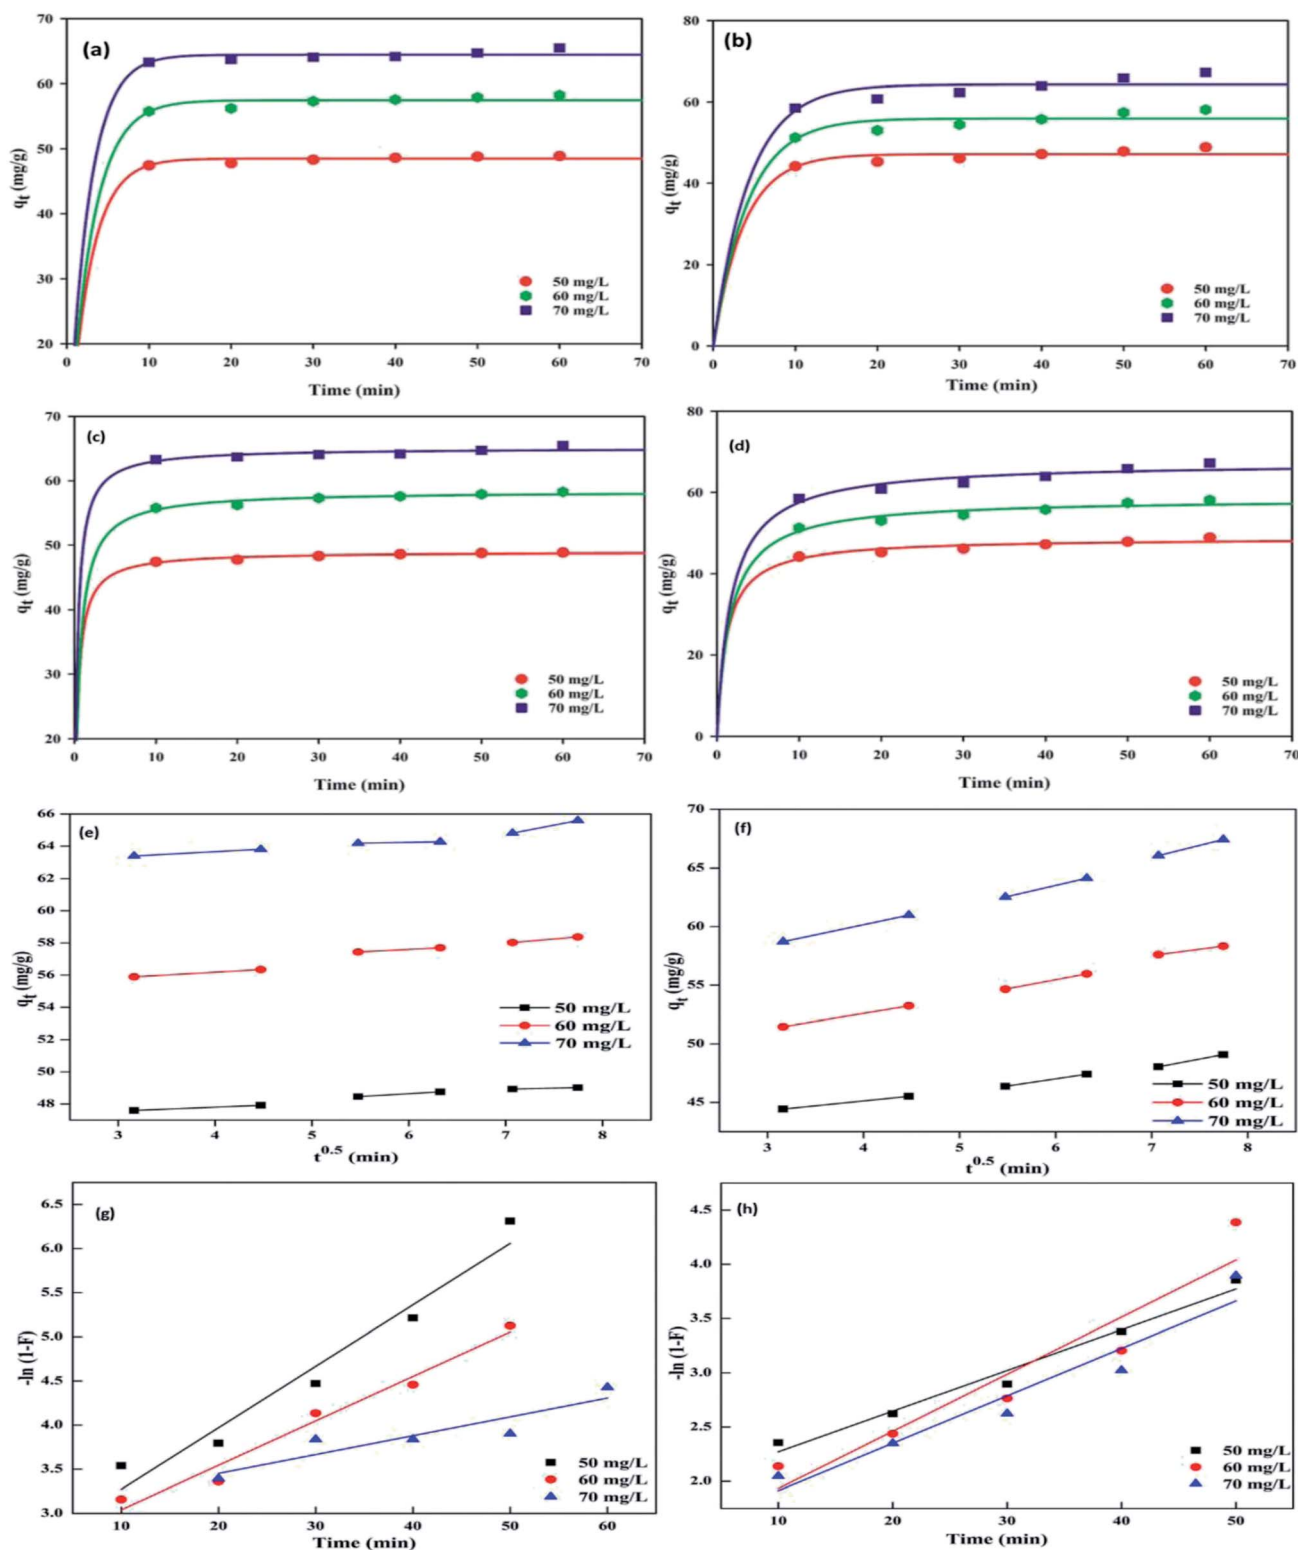 (a)
70
60
50
40
30
20
q_t (mg/g)
50 mg/L
60 mg/L
70 mg/L
0 10 20 30 40 50 60 70
Time (min)
(b)
80
60
40
20
0
q_t (mg/g)
50 mg/L
60 mg/L
70 mg/L
0 10 20 30 40 50 60 70
Time (min)
(c)
70
60
50
40
30
20
q_t (mg/g)
50 mg/L
60 mg/L
70 mg/L
0 10 20 30 40 50 60 70
Time (min)
(d)
80
60
40
20
0
q_t (mg/g)
50 mg/L
60 mg/L
70 mg/L
0 10 20 30 40 50 60 70
Time (min)
(e)
66
64
62
60
58
56
54
52
50
48
q_t (mg/g)
50 mg/L
60 mg/L
70 mg/L
3 4 5 6 7 8
t^0.5 (min)
(f)
70
65
60
55
50
45
q_t (mg/g)
50 mg/L
60 mg/L
70 mg/L
3 4 5 6 7 8
t^0.5 (min)
(g)
6.5
6.0
5.5
5.0
4.5
4.0
3.5
3.0
-ln (1-F)
50 mg/L
60 mg/L
70 mg/L
10 20 30 40 50 60
Time (min)
(h)
4.5
4.0
3.5
3.0
2.5
2.0
-ln (1-F)
50 mg/L
60 mg/L
70 mg/L
10 20 30 40 50
Time (min)